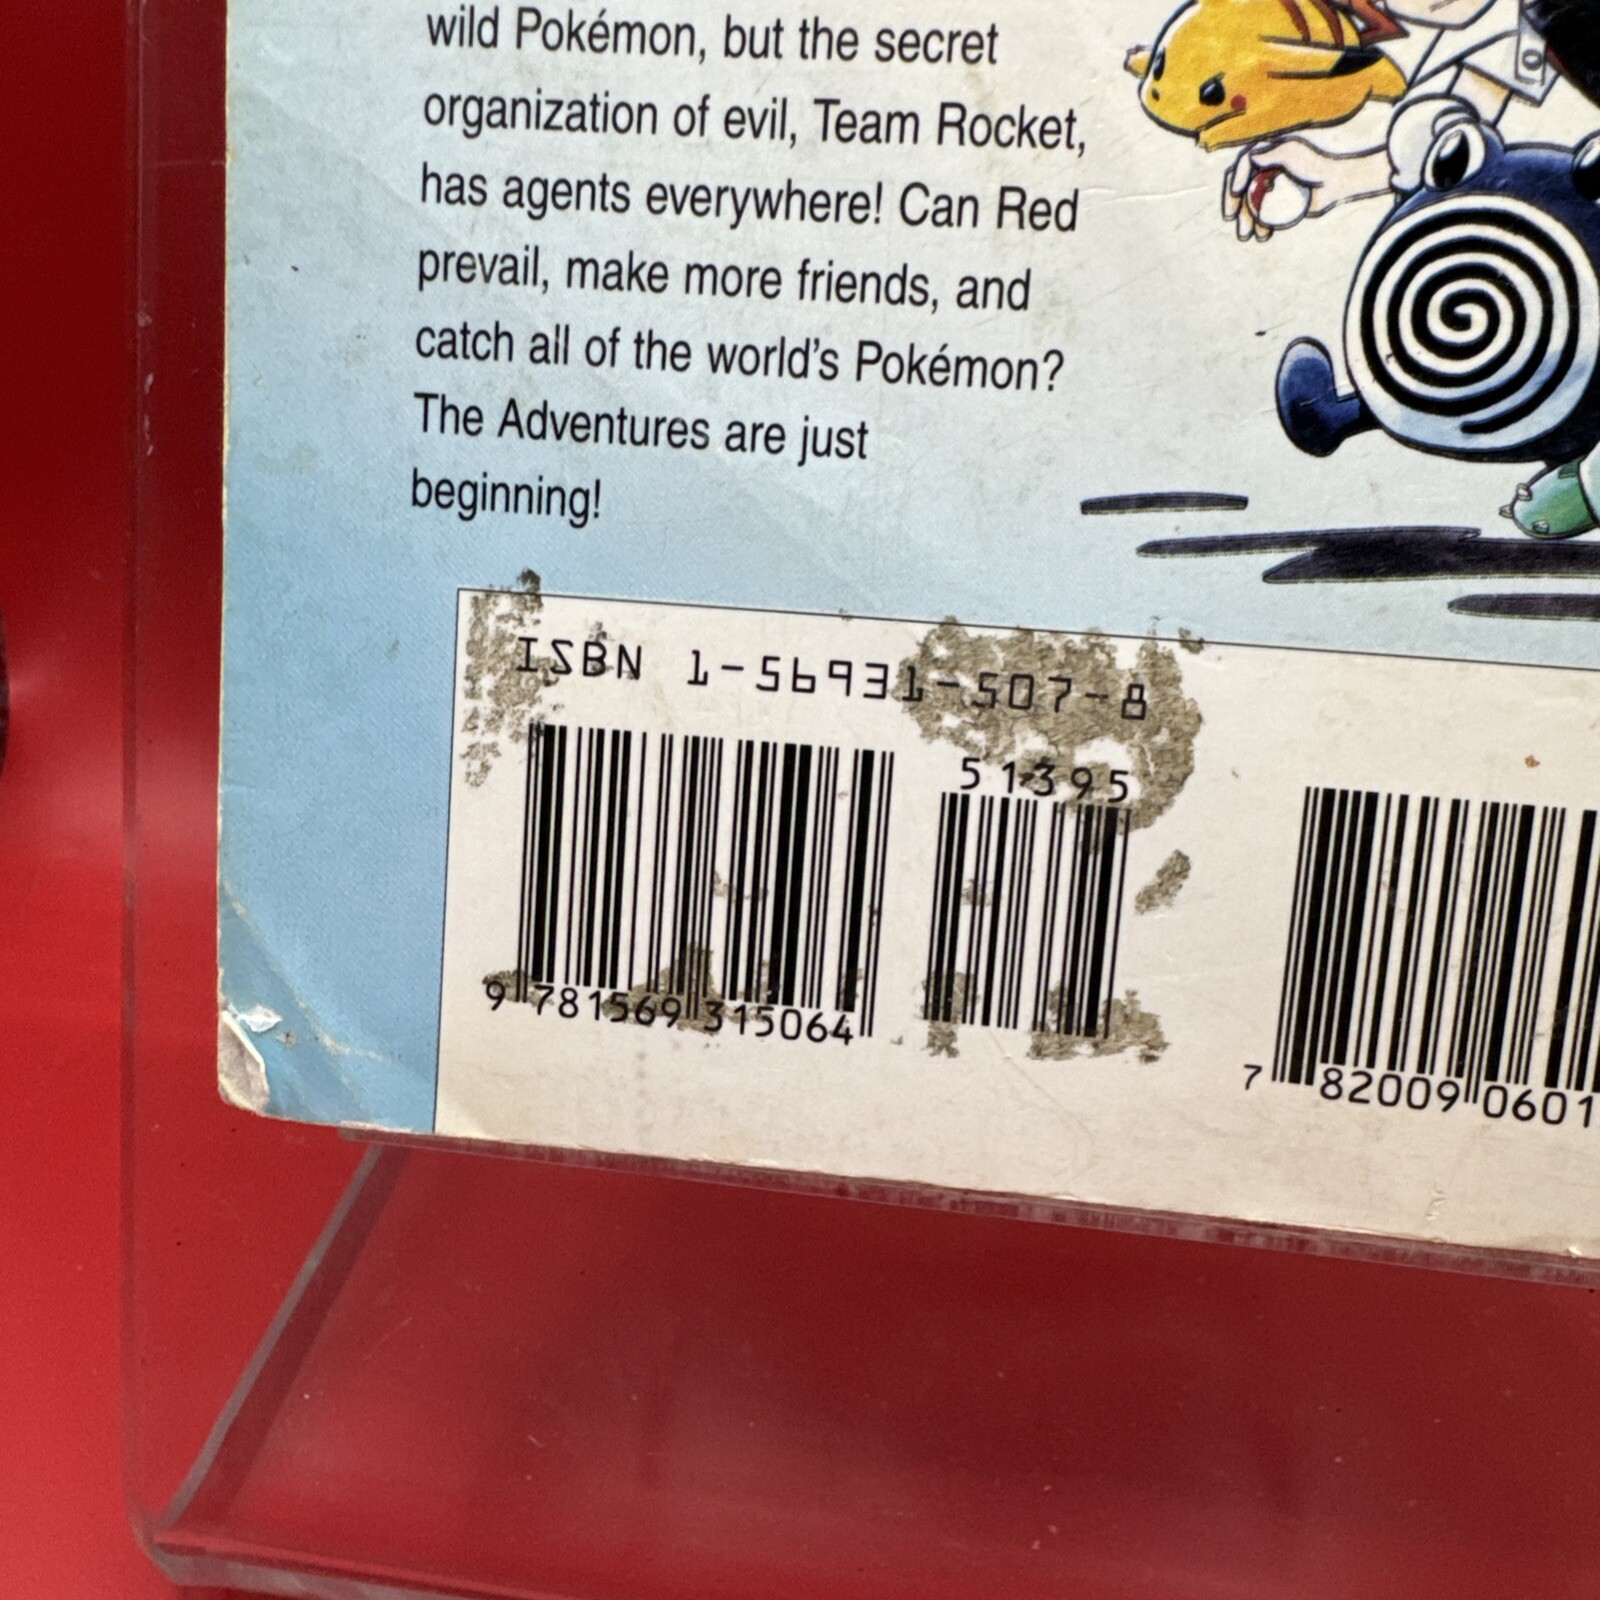 wild Pokémon, but the secret
organization of evil, Team Rocket,
has agents everywhere! Can Red
prevail, make more friends, and
catch all of the world's Pokémon?
The Adventures are just
beginning!
ISBN 1-56931-507-8
51395
9 781569 315064
7 82009 0601